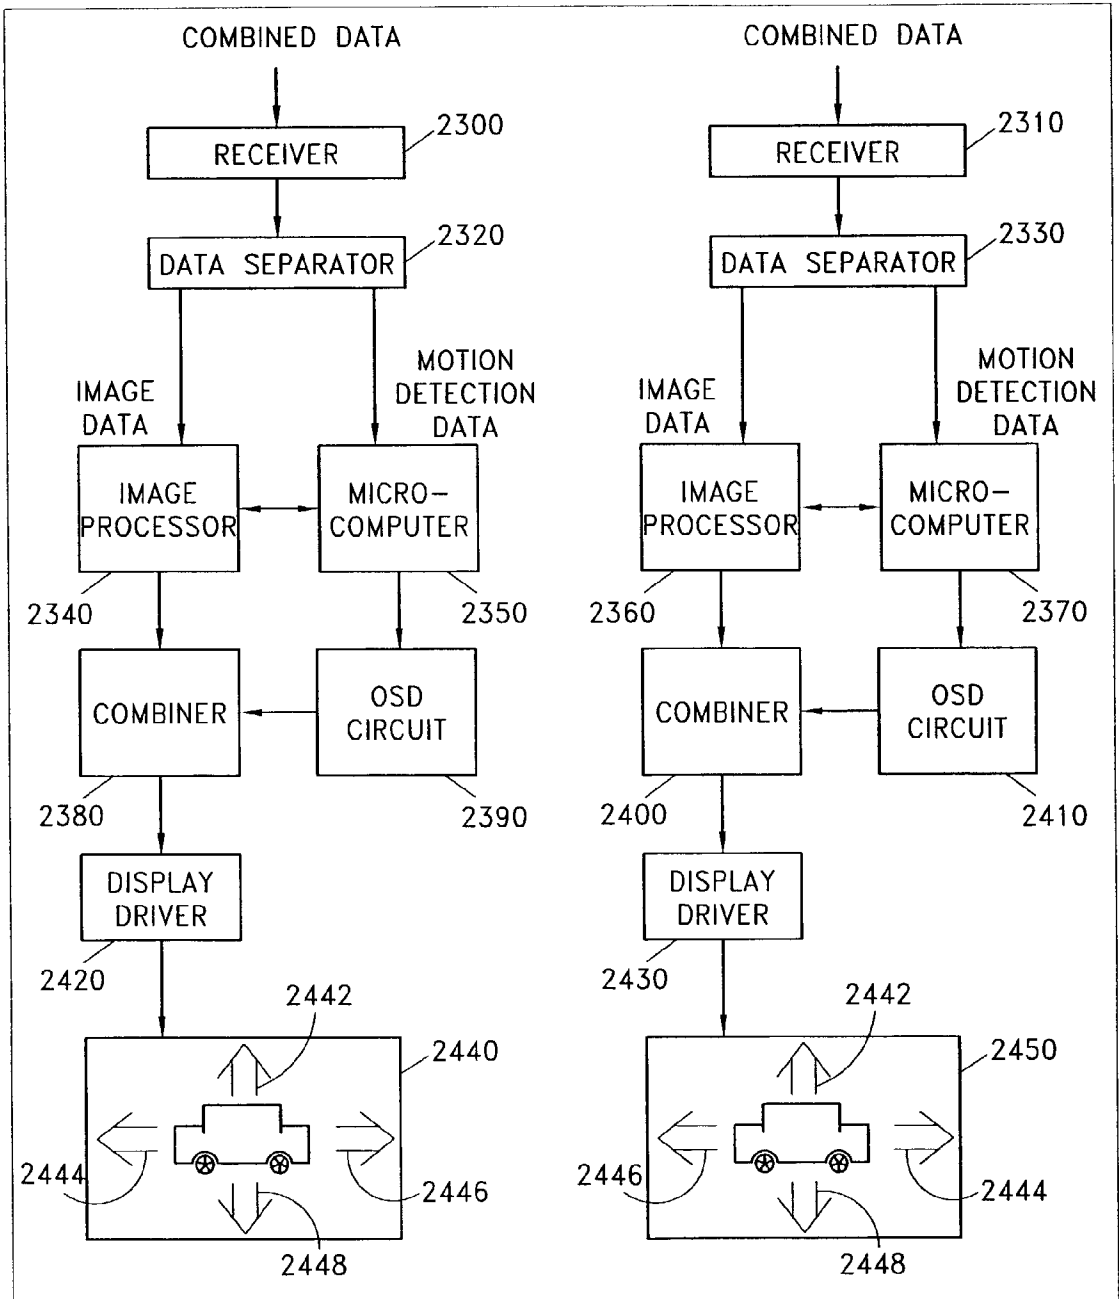 COMBINED DATA
2300
RECEIVER
2320
DATA SEPARATOR
IMAGE
DATA
MOTION
DETECTION
DATA
IMAGE
PROCESSOR
MICRO-
COMPUTER
2340
2350
COMBINER
OSD
CIRCUIT
2380
2390
DISPLAY
DRIVER
2420
2442
2440
2444
2446
2448
COMBINED DATA
2310
RECEIVER
2330
DATA SEPARATOR
IMAGE
DATA
MOTION
DETECTION
DATA
IMAGE
PROCESSOR
MICRO-
COMPUTER
2360
2370
COMBINER
OSD
CIRCUIT
2400
2410
DISPLAY
DRIVER
2430
2442
2450
2446
2444
2448